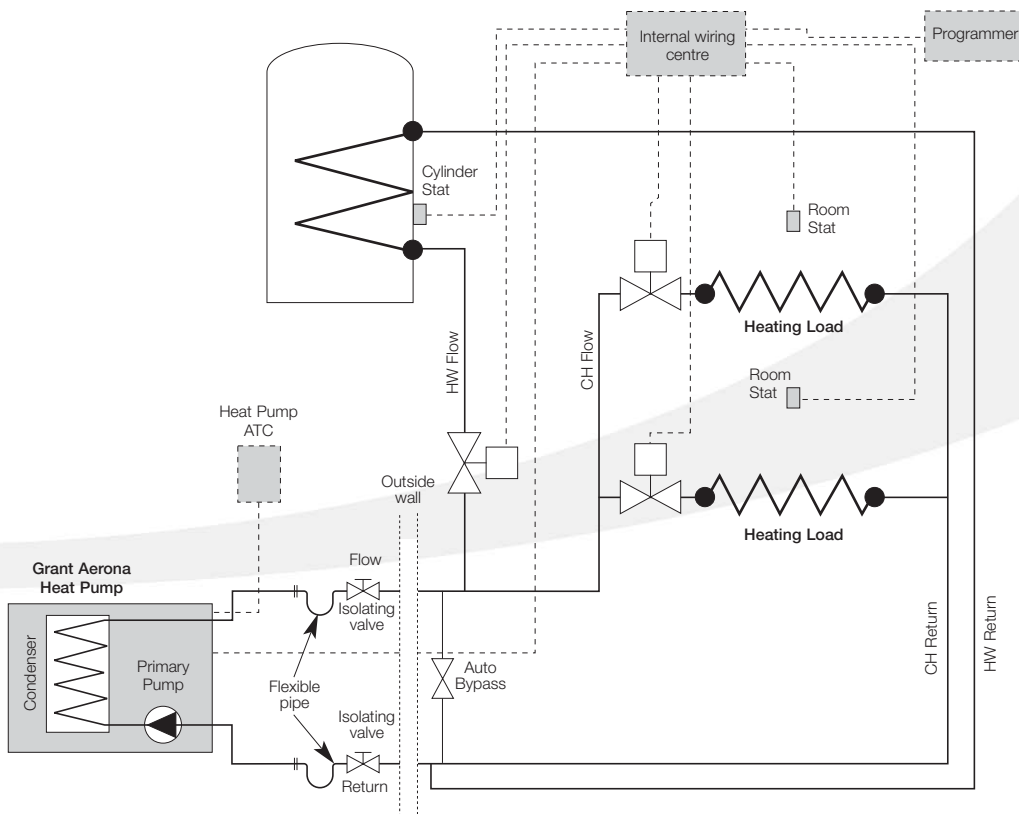 Internal wiring
centre
Programmer
Cylinder
Stat
Room
Stat
Heating Load
HW Flow
CH Flow
Room
Stat
Heat Pump
ATC
Outside
wall
Heating Load
Grant Aerona
Heat Pump
Flow
Isolating
valve
Condenser
Primary
Pump
Flexible
pipe
Auto
Bypass
CH Return
HW Return
Isolating
valve
Return